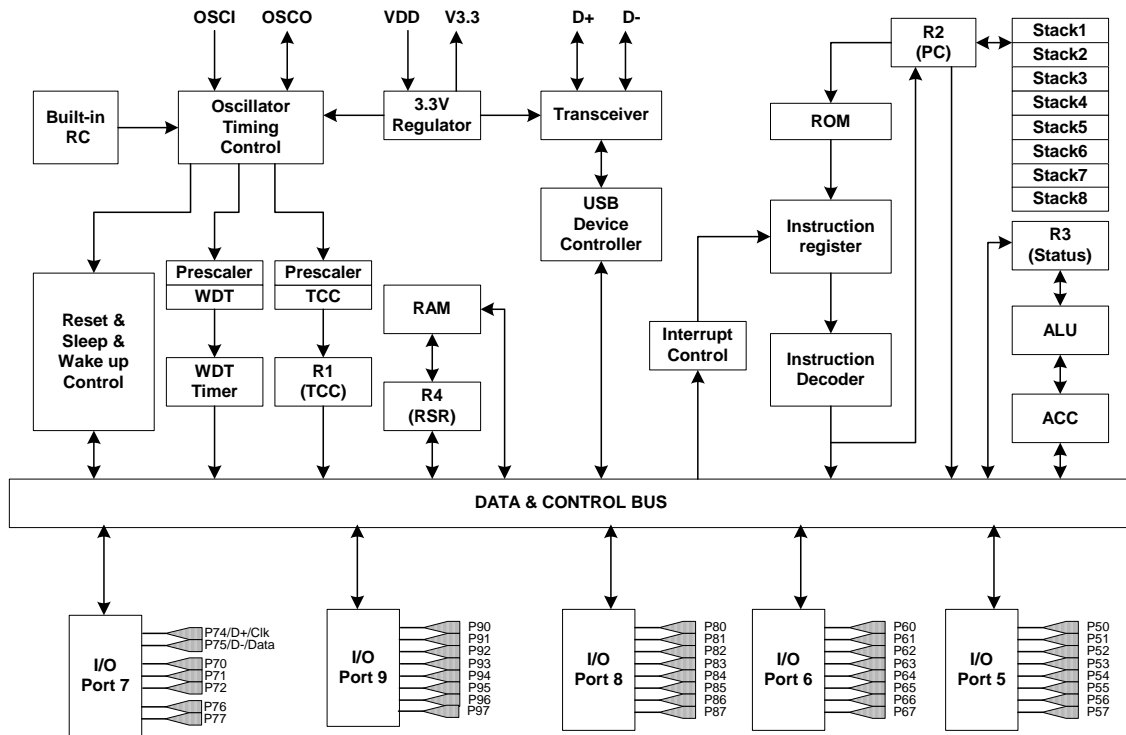 OSCI
OSCO
VDD
V3.3
D+
D-
R2
(PC)
Stack1
Stack2
Stack3
Stack4
Stack5
Stack6
Stack7
Stack8
Built-in
RC
Oscillator
Timing
Control
3.3V
Regulator
Transceiver
ROM
USB
Device
Controller
Instruction
register
R3
(Status)
Prescaler
WDT
Prescaler
TCC
Reset &
Sleep &
Wake up
Control
RAM
Interrupt
Control
ALU
WDT
Timer
R1
(TCC)
R4
(RSR)
Instruction
Decoder
ACC
DATA & CONTROL BUS
I/O
Port 7
P74/D+/Clk
P75/D-/Data
P70
P71
P72
P76
P77
I/O
Port 9
P90
P91
P92
P93
P94
P95
P96
P97
I/O
Port 8
P80
P81
P82
P83
P84
P85
P86
P87
I/O
Port 6
P60
P61
P62
P63
P64
P65
P66
P67
I/O
Port 5
P50
P51
P52
P53
P54
P55
P56
P57